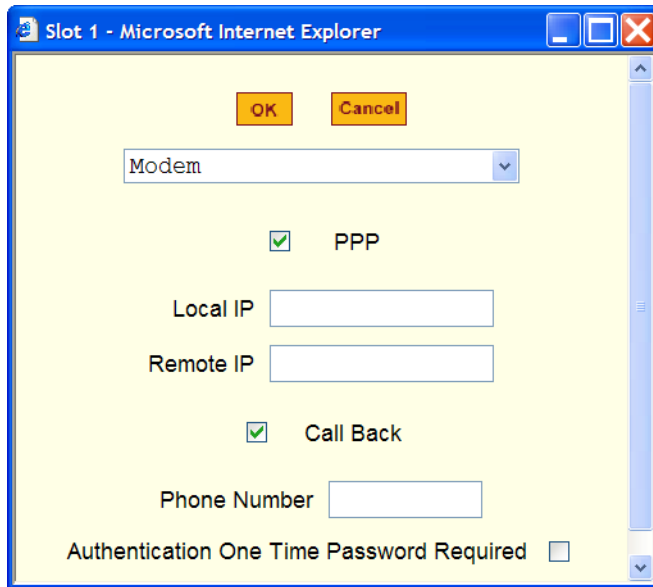 Slot 1 - Microsoft Internet Explorer
OK Cancel
Modem
PPP
Local IP
Remote IP
Call Back
Phone Number
Authentication One Time Password Required